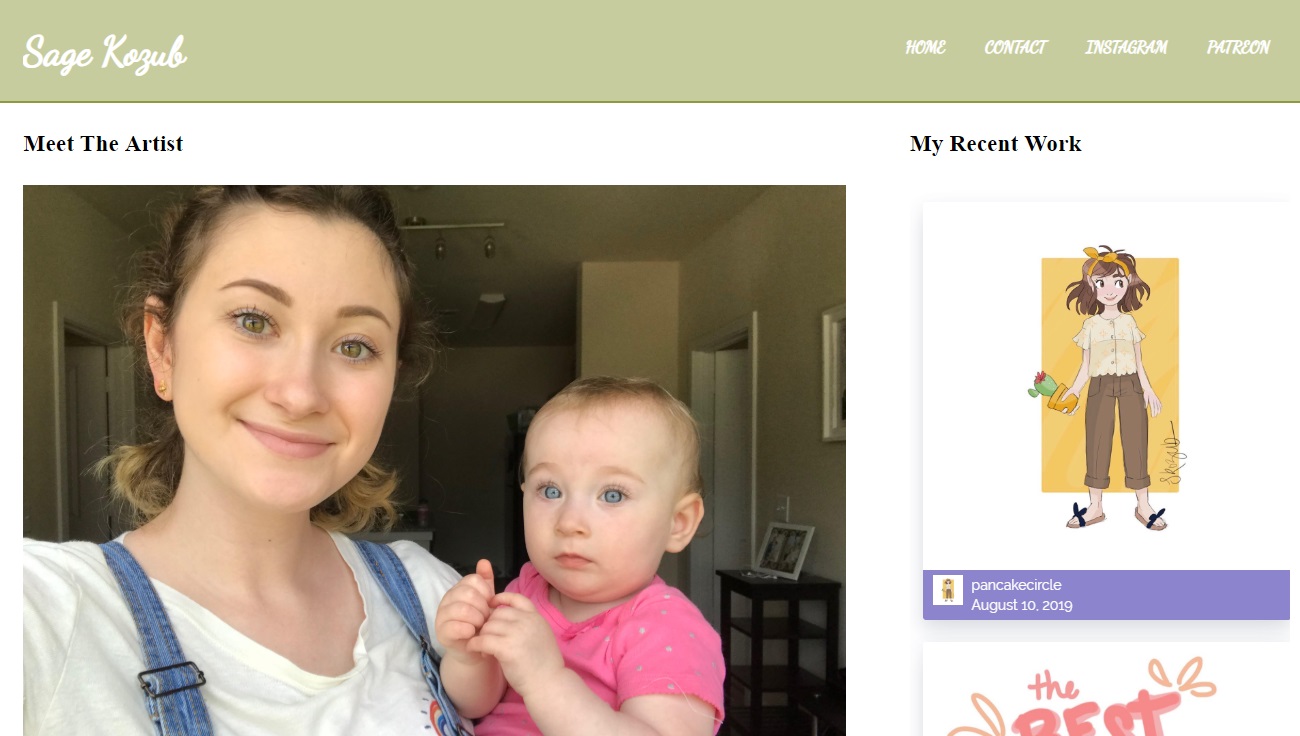 Sage Kozub
HOME CONTACT INSTAGRAM PATREON
Meet The Artist
My Recent Work
Skozub
pancakecircle
August 10, 2019
the
BEST